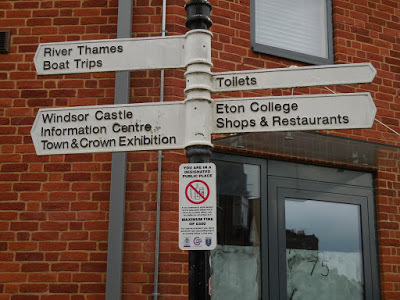 River Thames
Boat Trips
Toilets
Windsor Castle
Information Centre
Town & Crown Exhibition
Eton College
Shops & Restaurants
YOU ARE IN A
DESIGNATED
PUBLIC PLACE
MAXIMUM FINE
OF £500